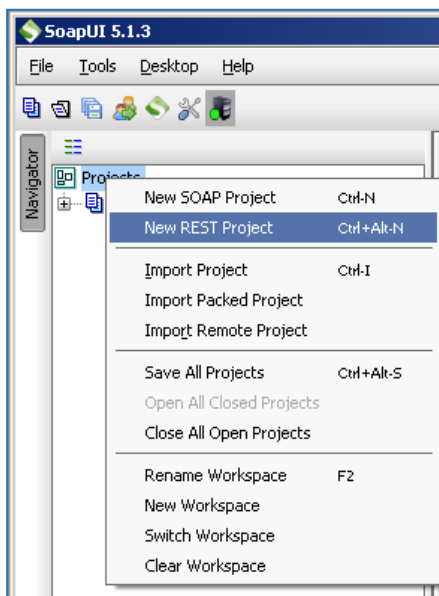 SoapUI 5.1.3
File Tools Desktop Help
Navigator
Projects
New SOAP Project Ctrl-N
New REST Project Ctrl+Alt-N
Import Project Ctrl-I
Import Packed Project
Import Remote Project
Save All Projects Ctrl+Alt-S
Open All Closed Projects
Close All Open Projects
Rename Workspace F2
New Workspace
Switch Workspace
Clear Workspace